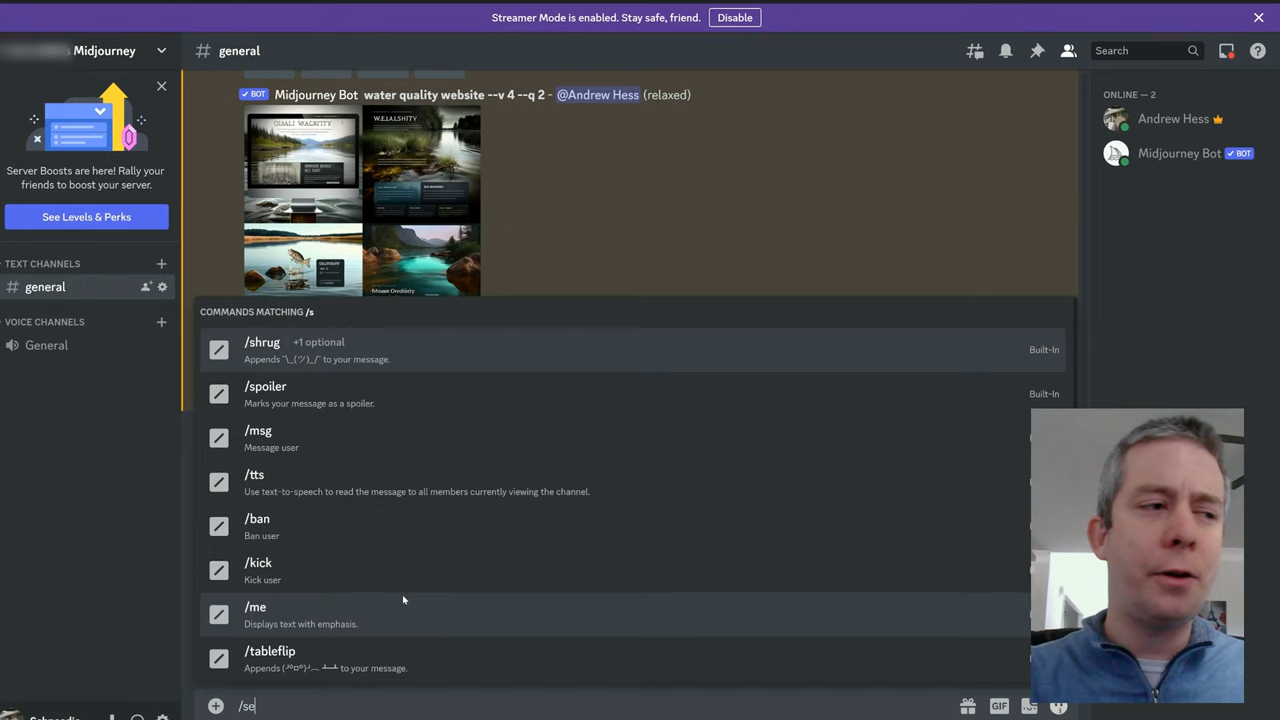 Streamer Mode is enabled. Stay safe, friend. Disable
Midjourney
general
Search
Server Boosts are here! Rally your
friends to boost your server.
See Levels & Perks
TEXT CHANNELS
general
VOICE CHANNELS
General
BOT Midjourney Bot water quality website --v 4 --q 2 - @Andrew Hess (relaxed)
COMMANDS MATCHING /s
/shrug +1 optional
Appends ¯\_(ツ)_/¯ to your message.
Built-In
/spoiler
Marks your message as a spoiler.
Built-In
/msg
Message user
/tts
Use text-to-speech to read the message to all members currently viewing the channel.
/ban
Ban user
/kick
Kick user
/me
Displays text with emphasis.
/tableflip
Appends (╯°□°)╯︵ ┻━┻ to your message.
/se
GIF
ONLINE — 2
Andrew Hess
Midjourney Bot BOT